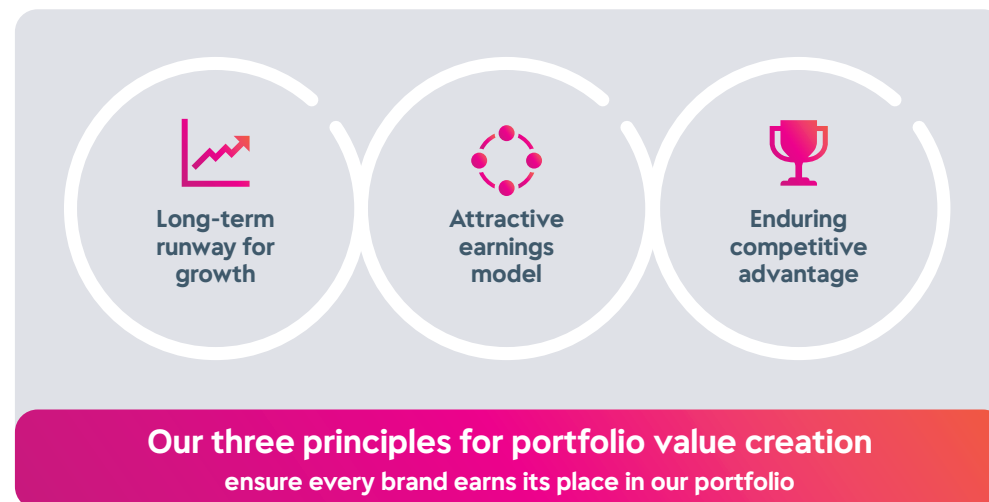 Long-term
runway for
growth
Attractive
earnings
model
Enduring
competitive
advantage
Our three principles for portfolio value creation
ensure every brand earns its place in our portfolio